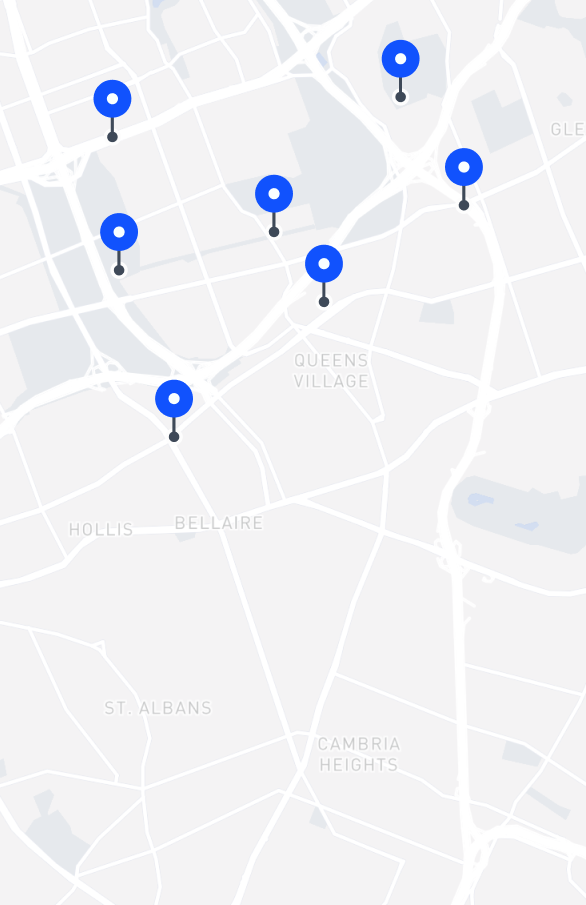 GLE
QUEENS
VILLAGE
HOLLIS
BELLAIRE
ST. ALBANS
CAMBRIA
HEIGHTS